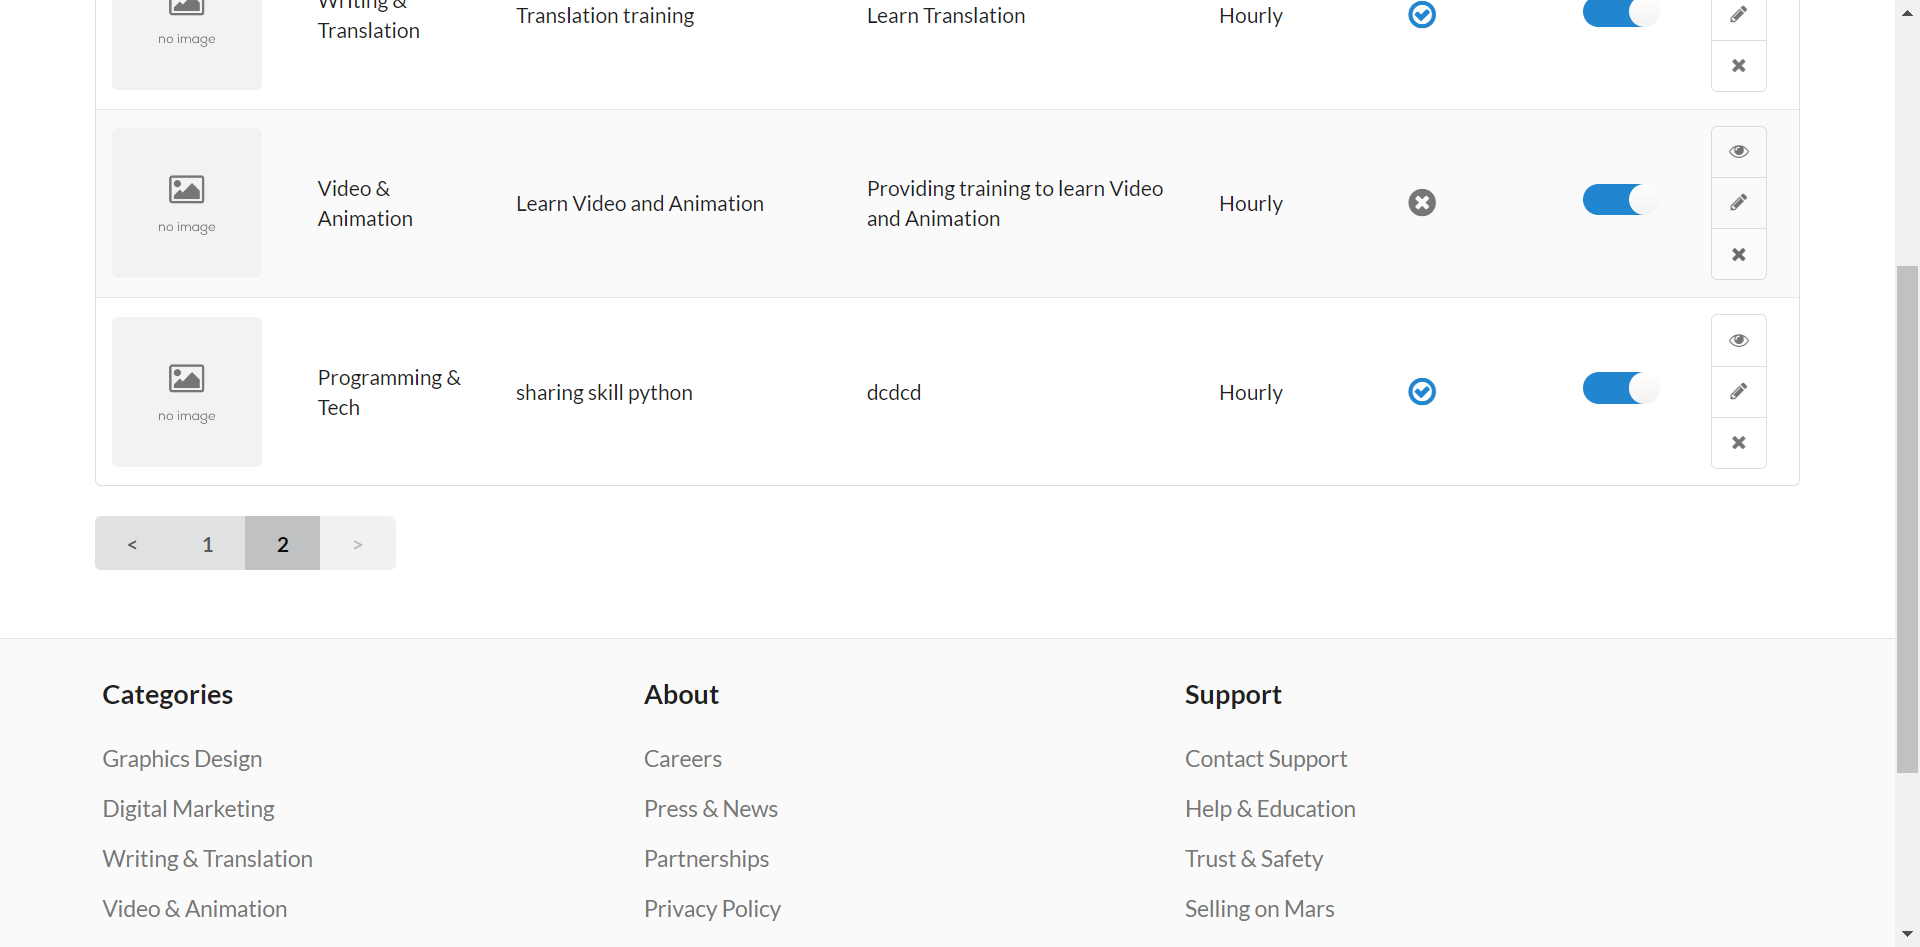 Writing &
Translation
Translation training
Learn Translation
Hourly
no image
Video &
Animation
Learn Video and Animation
Providing training to learn Video
and Animation
Hourly
no image
Programming &
Tech
sharing skill python
dcdcd
Hourly
no image
< 1 2 >
Categories
Graphics Design
Digital Marketing
Writing & Translation
Video & Animation
About
Careers
Press & News
Partnerships
Privacy Policy
Support
Contact Support
Help & Education
Trust & Safety
Selling on Mars